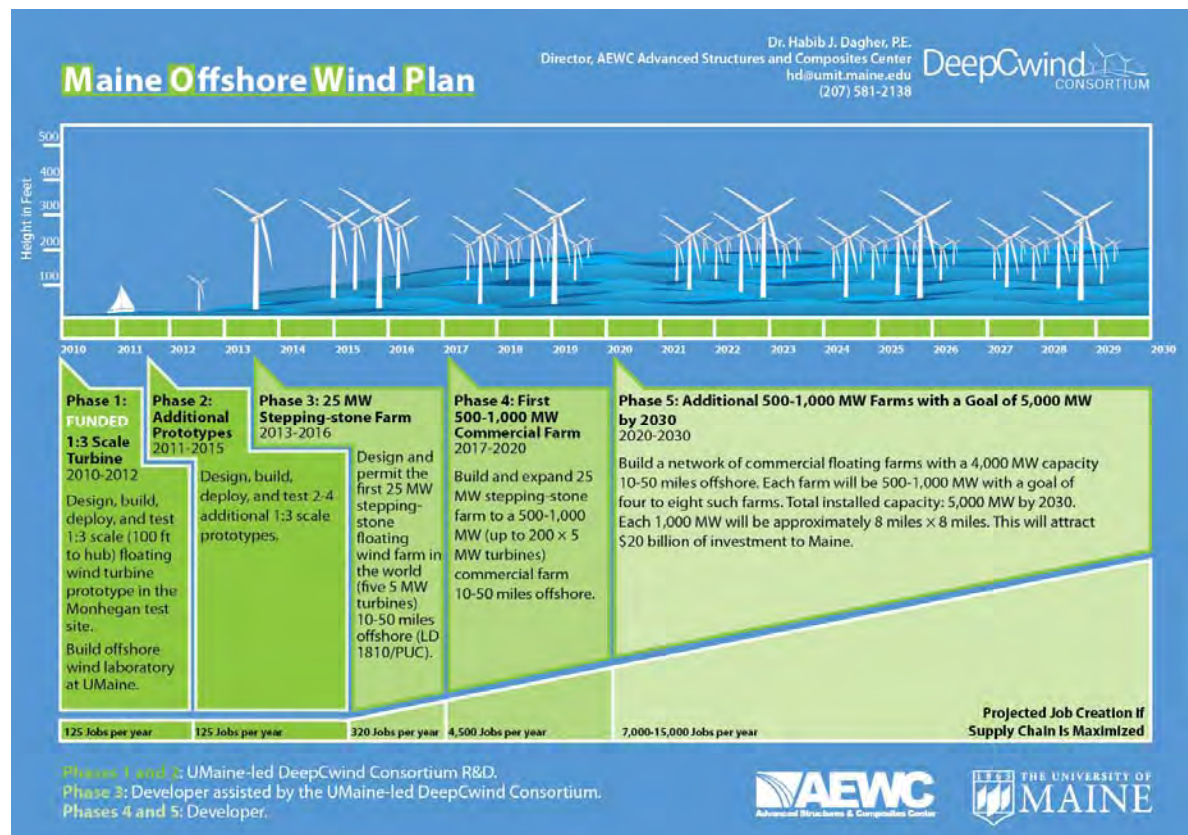 Maine Offshore Wind Plan
Dr. Habib J. Dagher, P.E.
Director, AEWC Advanced Structures and Composites Center
hd@umit.maine.edu
(207) 581-2138
DeepCwind
CONSORTIUM
Height in Feet
500
400
300
200
100
2010 2011 2012 2013 2014 2015 2016 2017 2018 2019 2020 2021 2022 2023 2024 2025 2026 2027 2028 2029 2030
Phase 1:
FUNDED
1:3 Scale
Turbine
2010-2012
Design, build,
deploy, and test
1:3 scale (100 ft
to hub) floating
wind turbine
prototype in the
Monhegan test
site.
Build offshore
wind laboratory
at UMaine.
Phase 2:
Additional
Prototypes
2011-2015
Design, build,
deploy, and test 2-4
additional 1:3 scale
prototypes.
Phase 3: 25 MW
Stepping-stone Farm
2013-2016
Design and
permit the
first 25 MW
stepping-
stone
floating
wind farm in
the world
(five 5 MW
turbines)
10-50 miles
offshore (LD
1810/PUC).
Phase 4: First
500-1,000 MW
Commercial Farm
2017-2020
Build and expand 25
MW stepping-stone
farm to a 500-1,000
MW (up to 200 × 5
MW turbines)
commercial farm
10-50 miles offshore.
Phase 5: Additional 500-1,000 MW Farms with a Goal of 5,000 MW
by 2030
2020-2030
Build a network of commercial floating farms with a 4,000 MW capacity
10-50 miles offshore. Each farm will be 500-1,000 MW with a goal of
four to eight such farms. Total installed capacity: 5,000 MW by 2030.
Each 1,000 MW will be approximately 8 miles × 8 miles. This will attract
$20 billion of investment to Maine.
Projected Job Creation If
Supply Chain Is Maximized
125 Jobs per year
125 Jobs per year
320 Jobs per year
4,500 Jobs per year
7,000-15,000 Jobs per year
Phases 1 and 2: UMaine-led DeepCwind Consortium R&D.
Phase 3: Developer assisted by the UMaine-led DeepCwind Consortium.
Phases 4 and 5: Developer.
AEWC
Advanced Structures & Composites Center
1865 THE UNIVERSITY OF
MAINE